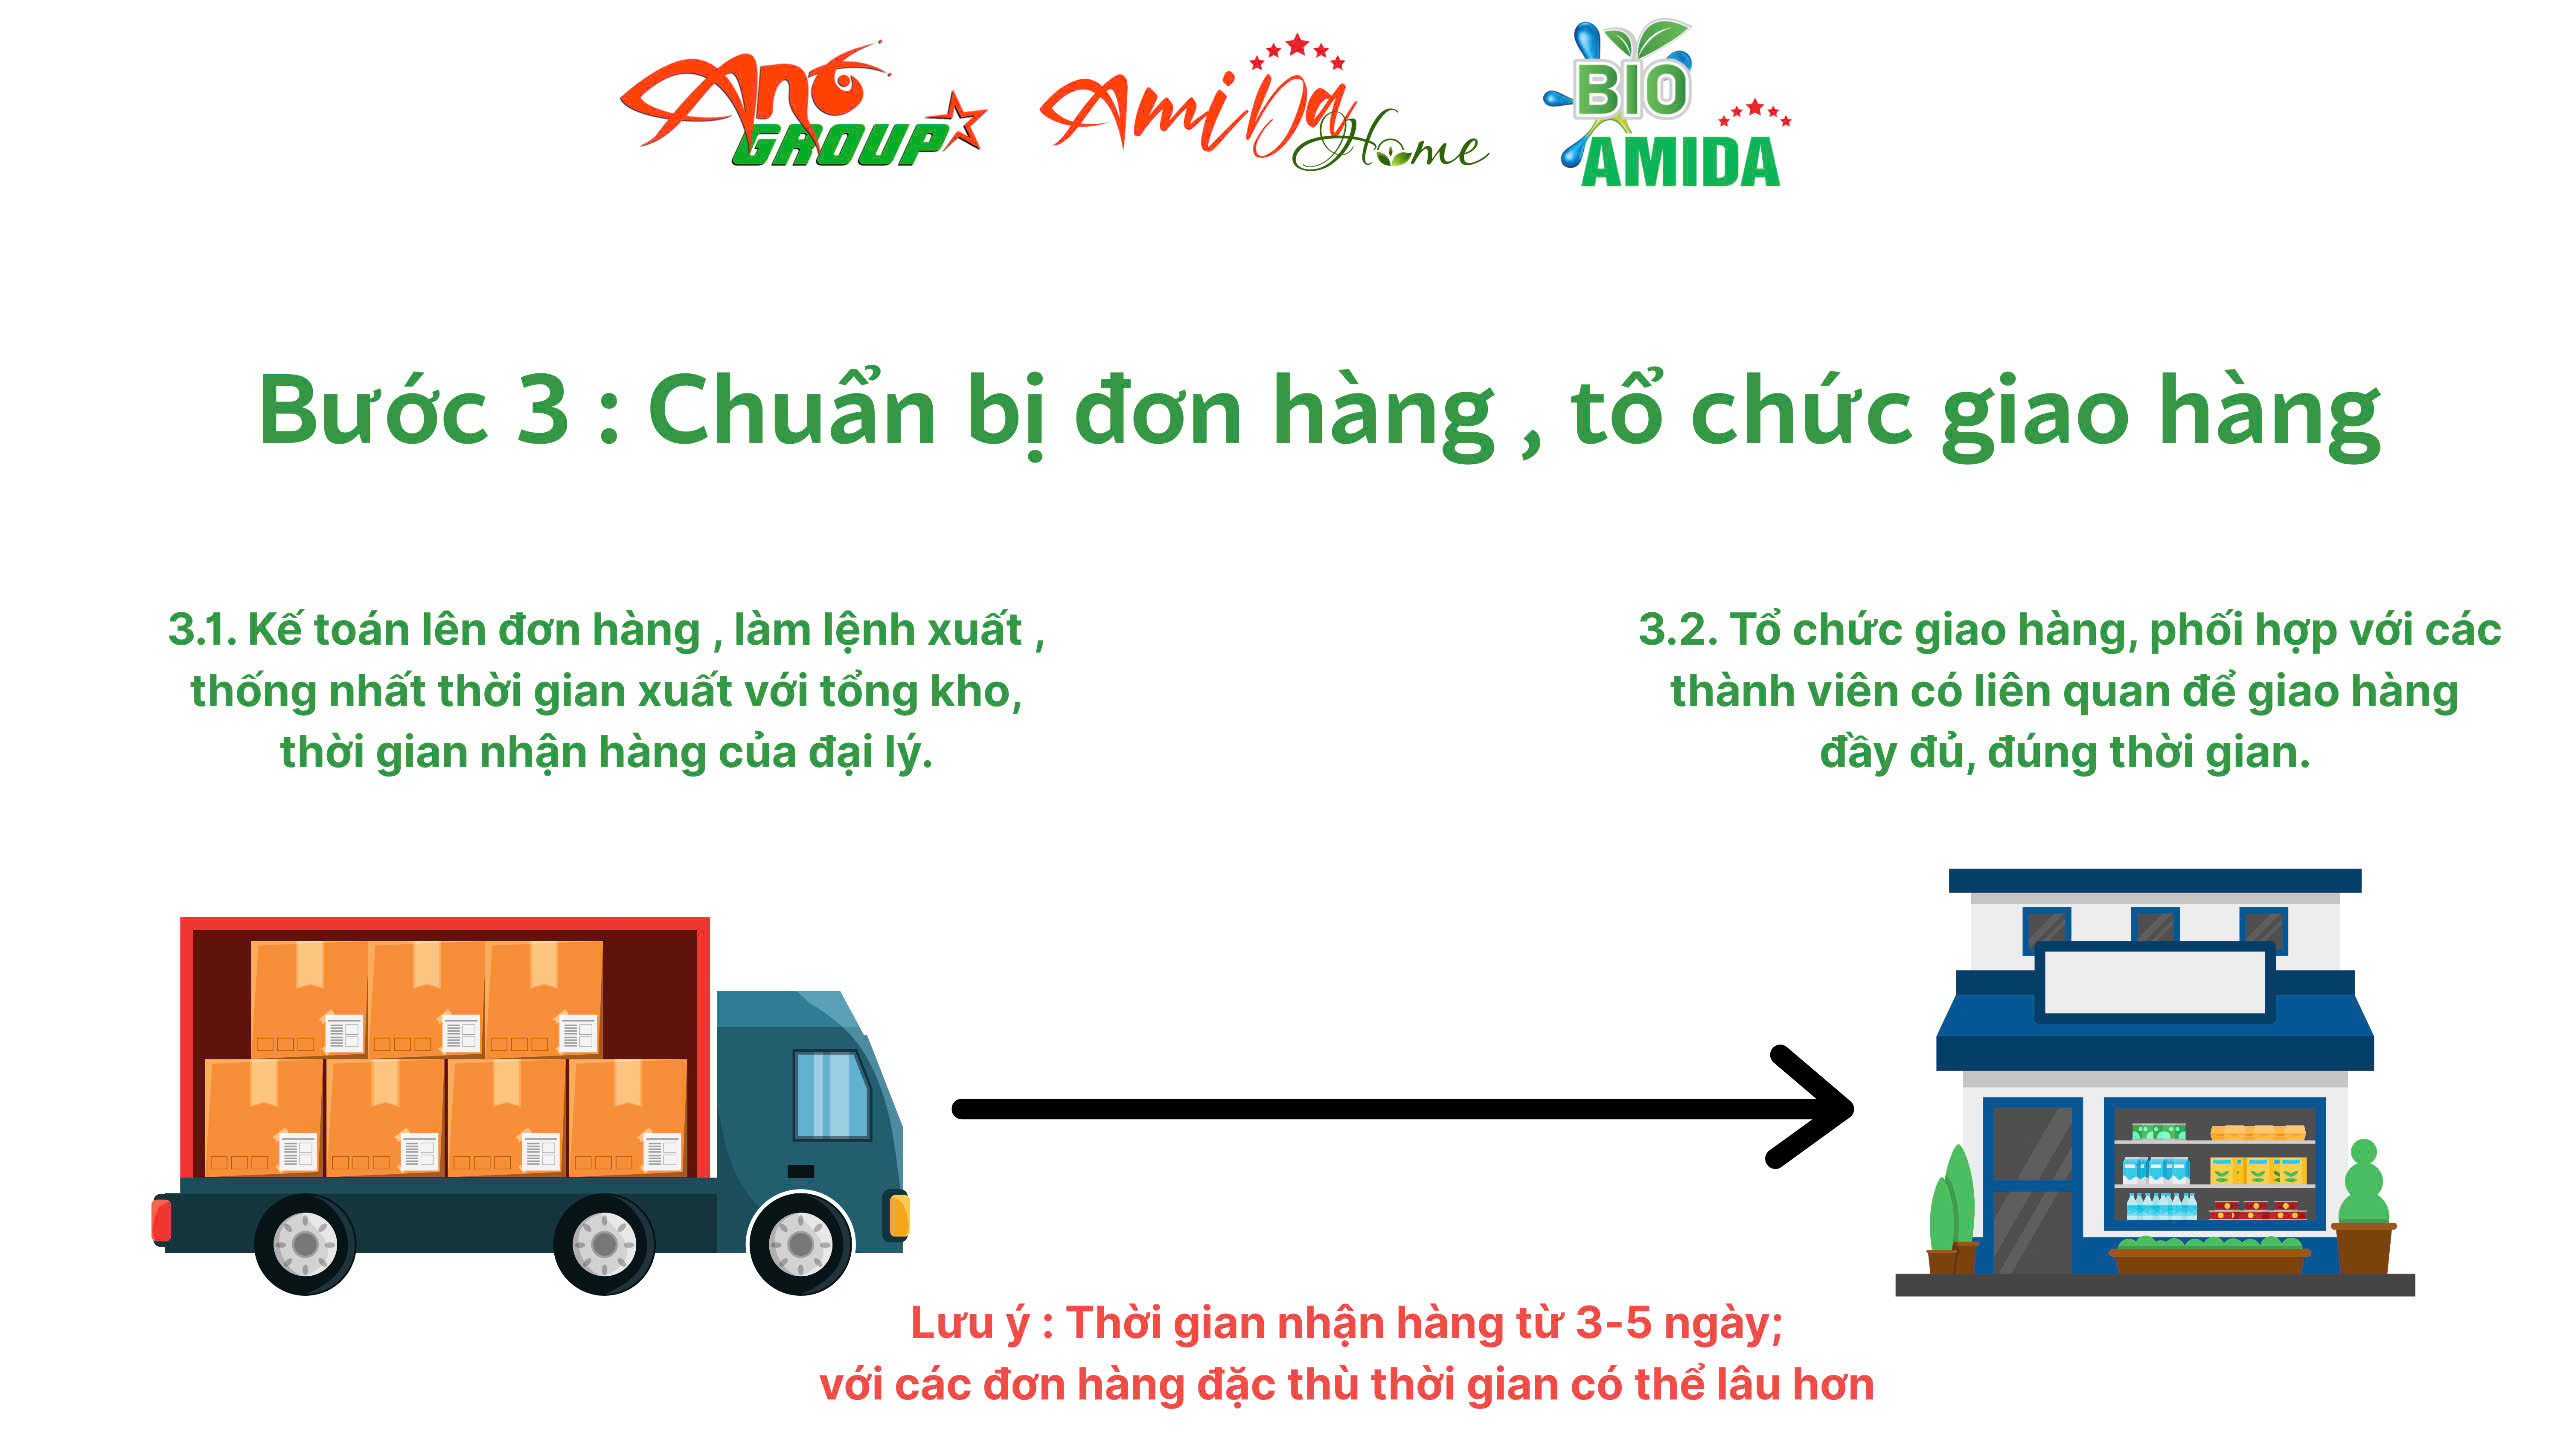 Anô
GROUP
AmiDa
Home
BIO
AMIDA
Bước 3 : Chuẩn bị đơn hàng , tổ chức giao hàng
3.1. Kế toán lên đơn hàng , làm lệnh xuất ,
thống nhất thời gian xuất với tổng kho,
thời gian nhận hàng của đại lý.
3.2. Tổ chức giao hàng, phối hợp với các
thành viên có liên quan để giao hàng
đầy đủ, đúng thời gian.
Lưu ý : Thời gian nhận hàng từ 3-5 ngày;
với các đơn hàng đặc thù thời gian có thể lâu hơn